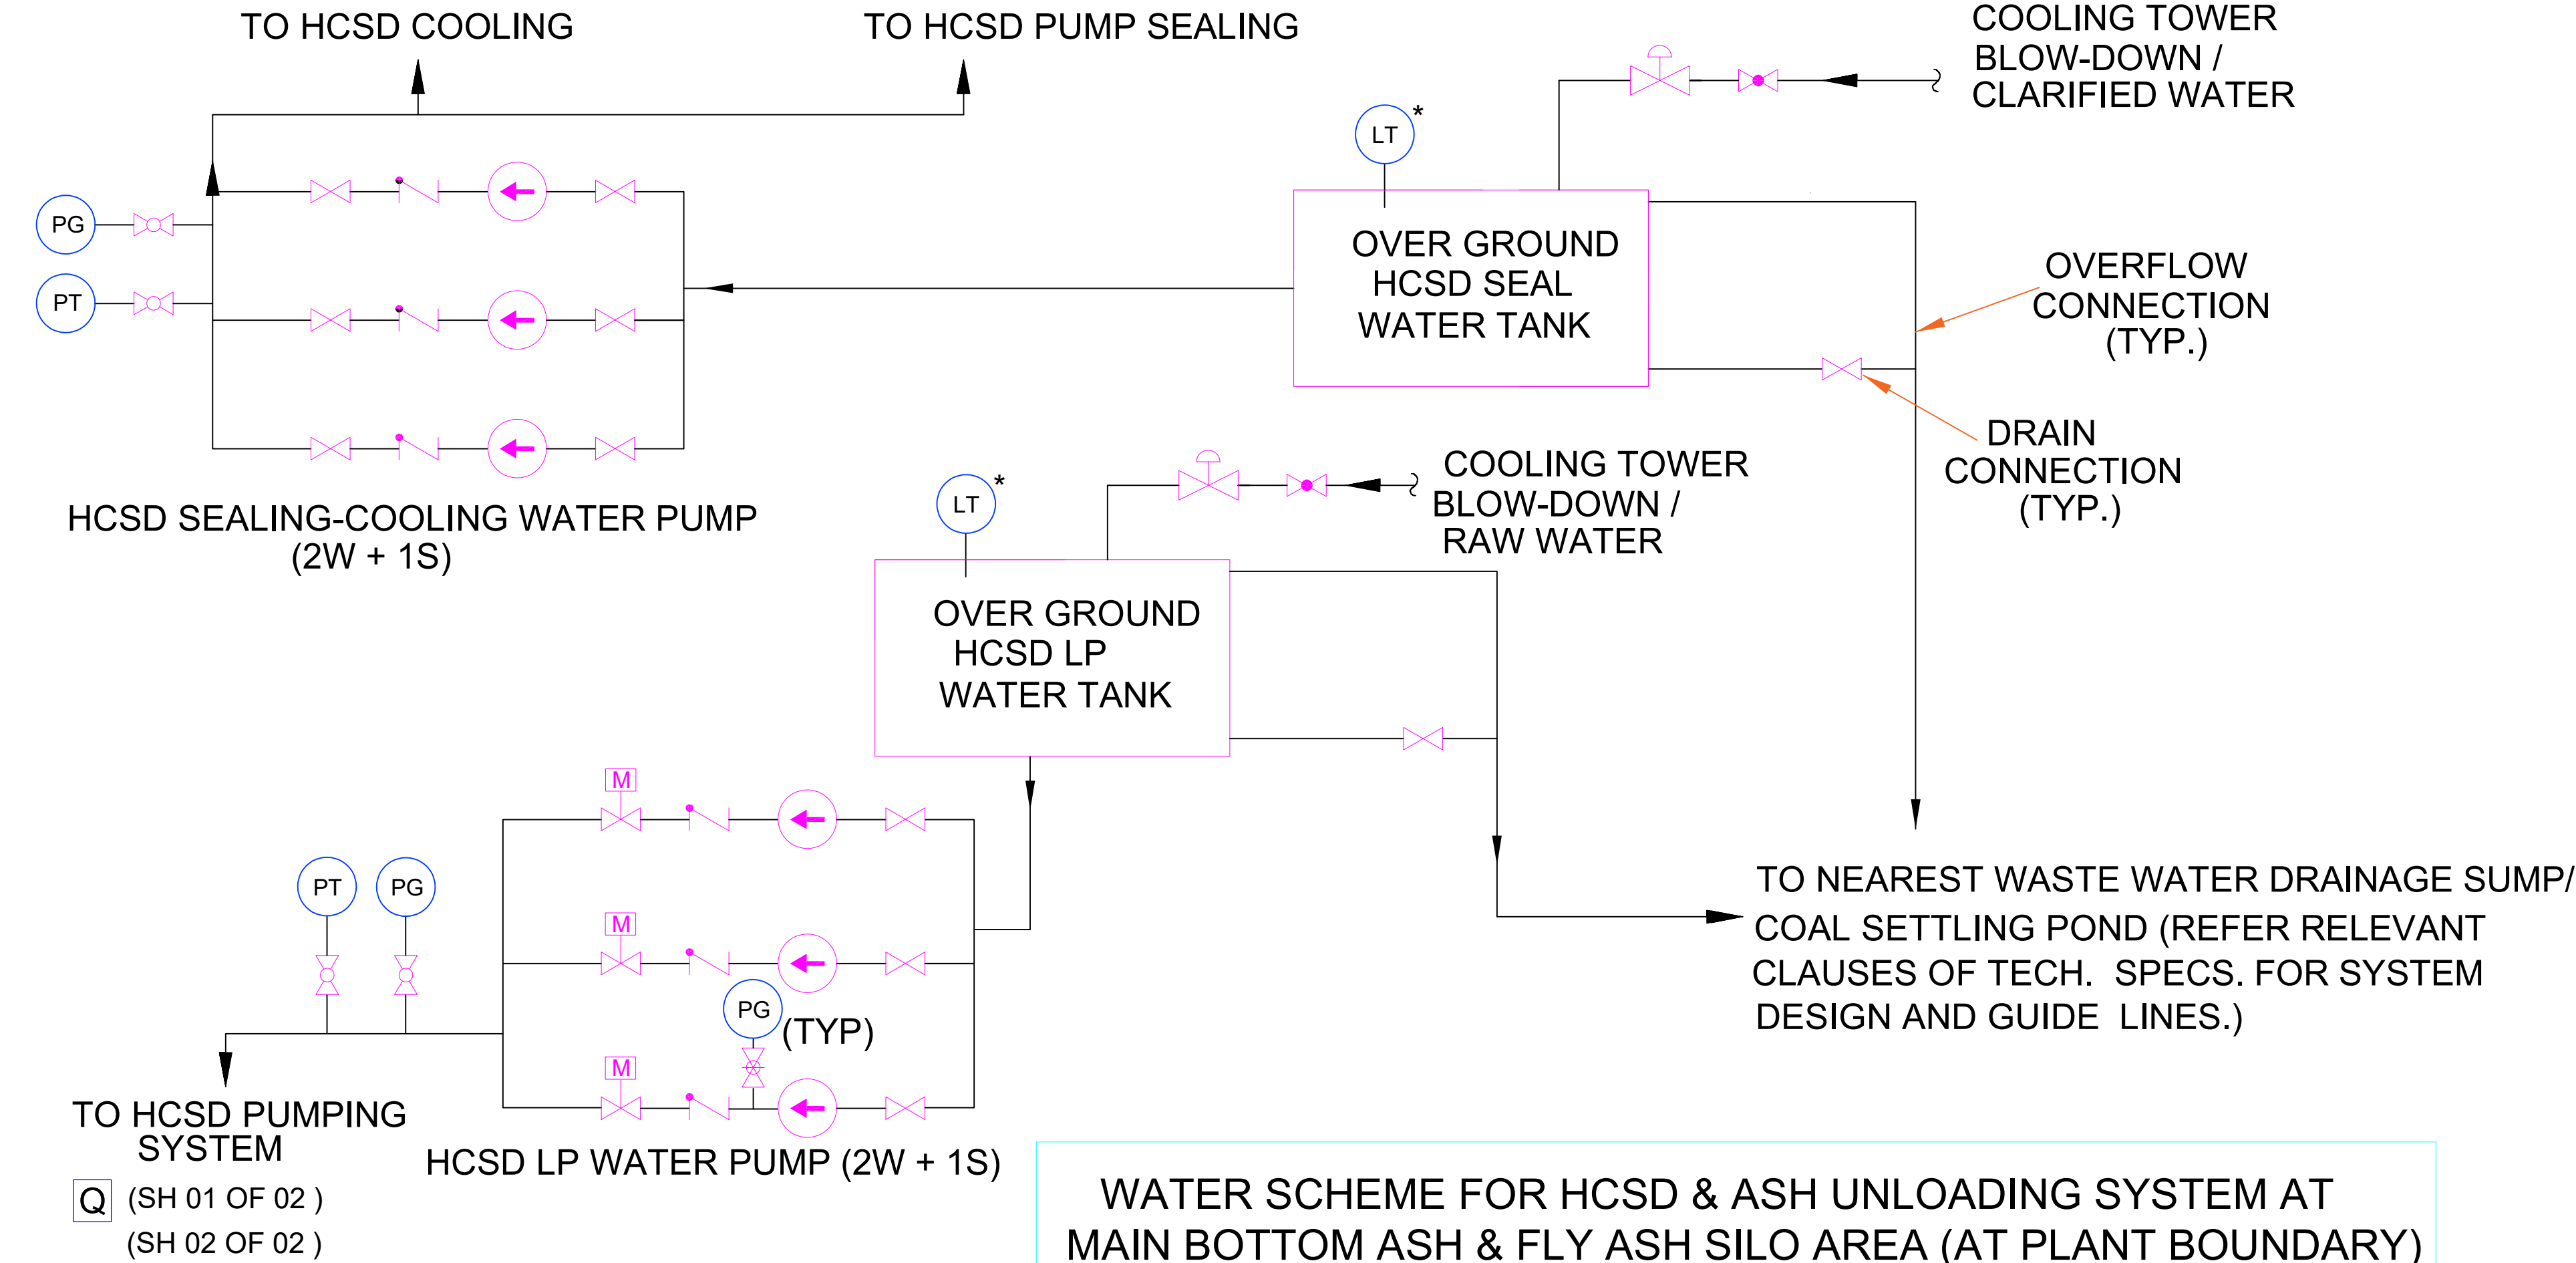 TO HCSD COOLING
TO HCSD PUMP SEALING
COOLING TOWER
BLOW-DOWN /
CLARIFIED WATER
LT *
PG
PT
OVER GROUND
HCSD SEAL
WATER TANK
OVERFLOW
CONNECTION
(TYP.)
DRAIN
CONNECTION
(TYP.)
HCSD SEALING-COOLING WATER PUMP
(2W + 1S)
LT *
COOLING TOWER
BLOW-DOWN /
RAW WATER
OVER GROUND
HCSD LP
WATER TANK
M
M
M
PT
PG
PG
(TYP)
TO NEAREST WASTE WATER DRAINAGE SUMP/
COAL SETTLING POND (REFER RELEVANT
CLAUSES OF TECH. SPECS. FOR SYSTEM
DESIGN AND GUIDE LINES.)
TO HCSD PUMPING
SYSTEM
Q (SH 01 OF 02 )
(SH 02 OF 02 )
HCSD LP WATER PUMP (2W + 1S)
WATER SCHEME FOR HCSD & ASH UNLOADING SYSTEM AT
MAIN BOTTOM ASH & FLY ASH SILO AREA (AT PLANT BOUNDARY)